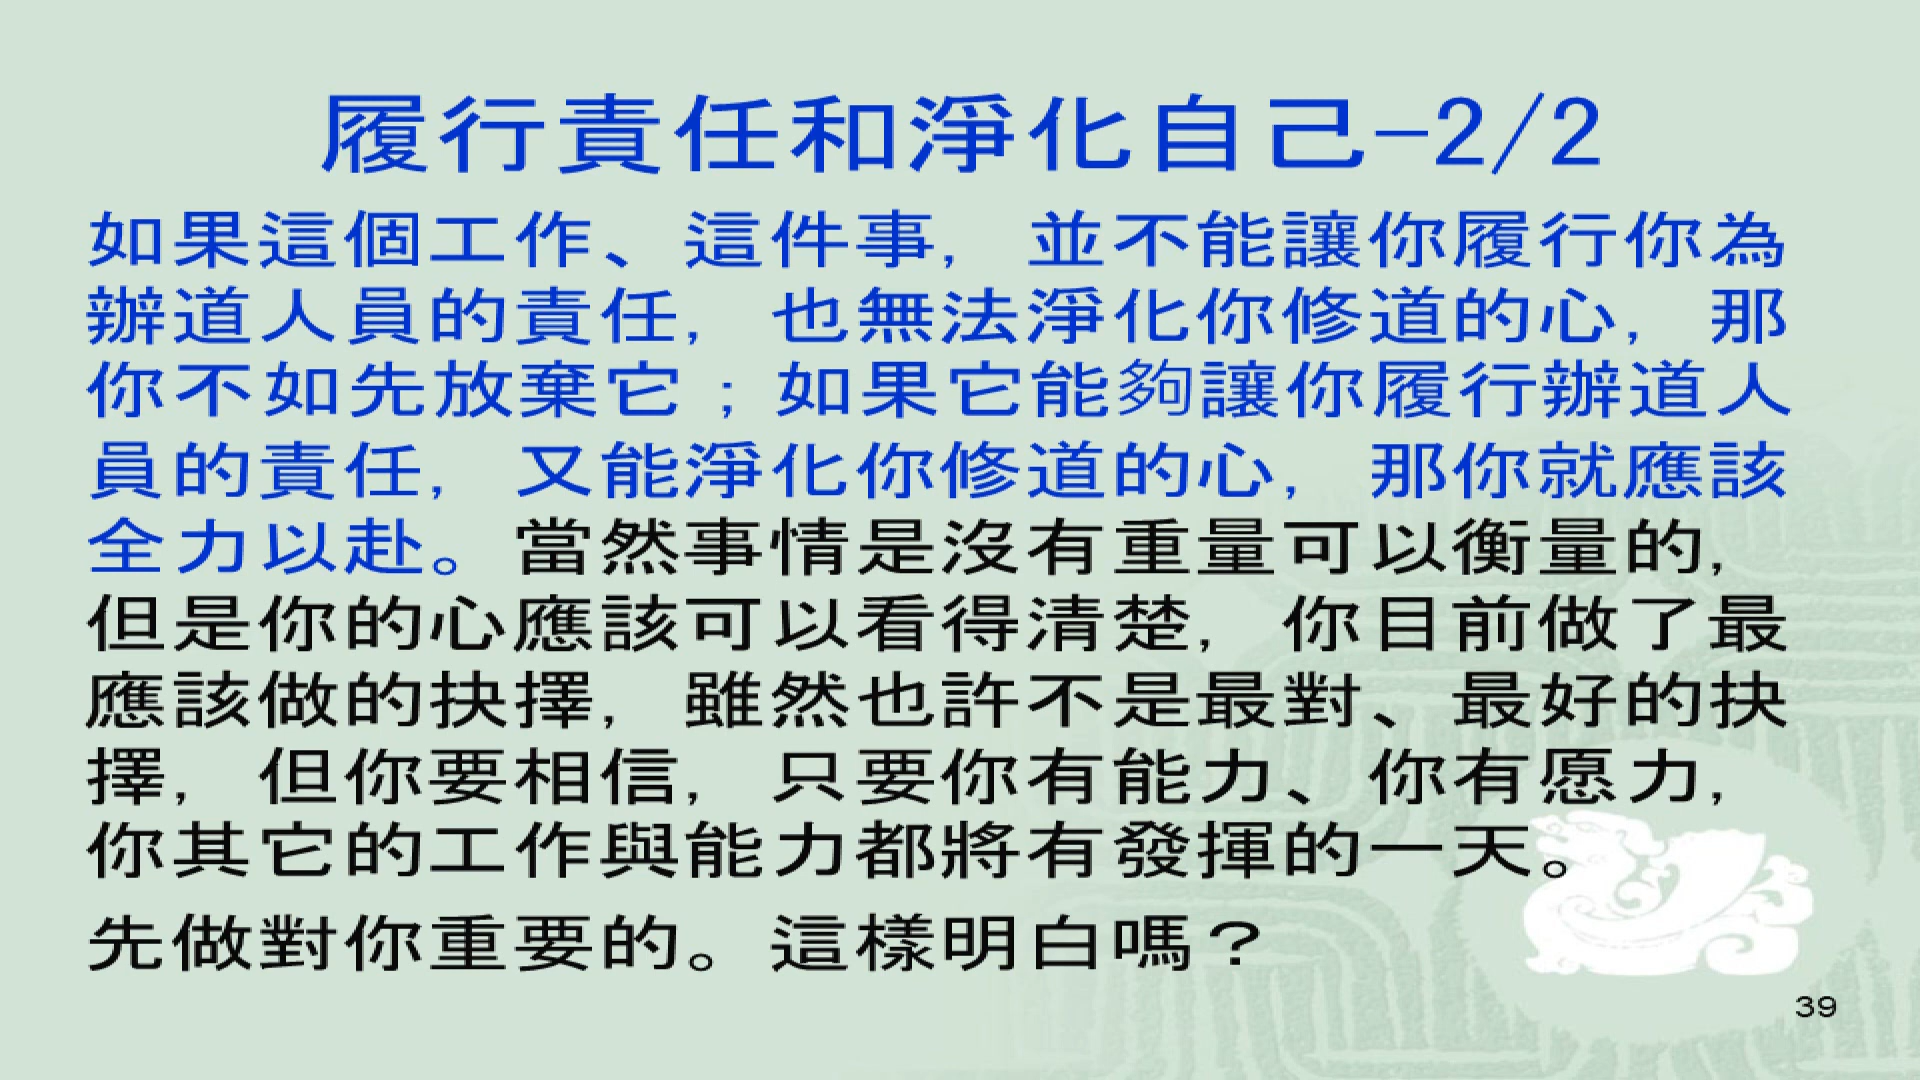 履行責任和淨化自己-2/2
如果這個工作、這件事，並不能讓你履行你為
辦道人員的責任，也無法淨化你修道的心，那
你不如先放棄它；如果它能夠讓你履行辦道人
員的責任，又能淨化你修道的心，那你就應該
全力以赴。當然事情是沒有重量可以衡量的，
但是你的心應該可以看得清楚，你目前做了最
應該做的抉擇，雖然也許不是最對、最好的抉
擇，但你要相信，只要你有能力、你有愿力，
你其它的工作與能力都將有發揮的一天。
先做對你重要的。這樣明白嗎？
39